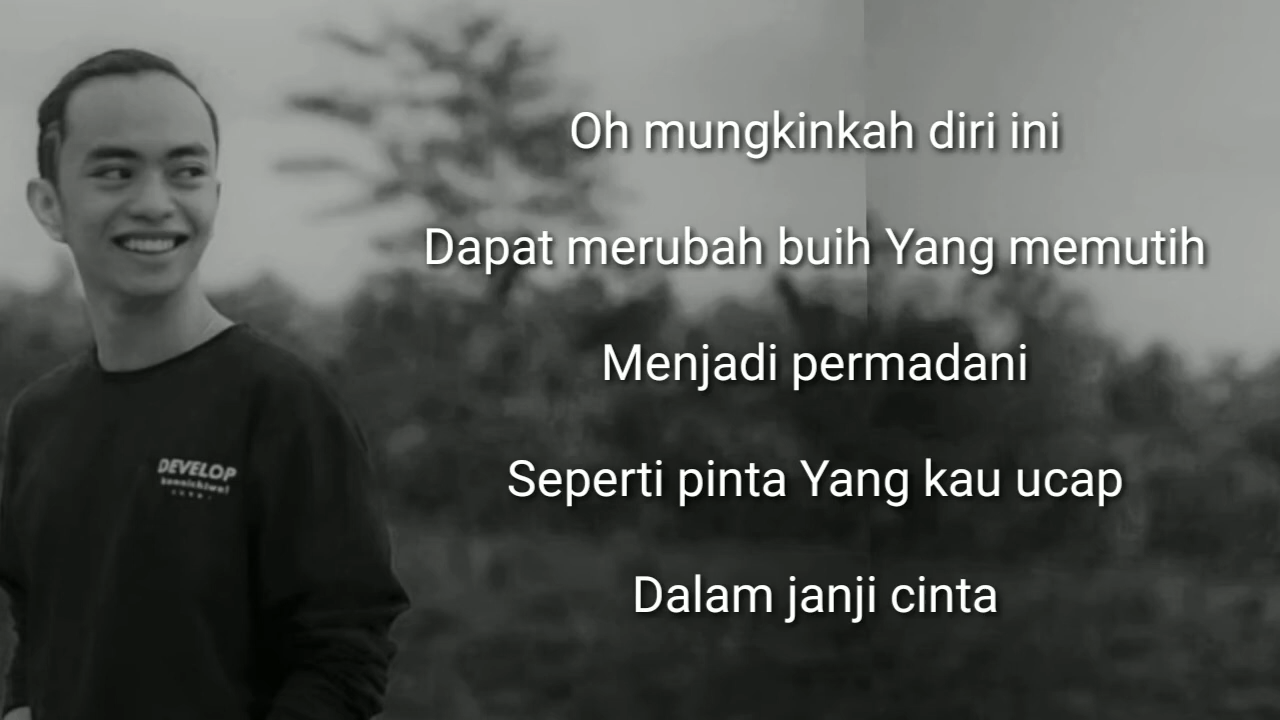 Oh mungkinkah diri ini
Dapat merubah buih Yang memutih
Menjadi permadani
Seperti pinta Yang kau ucap
Dalam janji cinta
DEVELOP
konnichiwa!